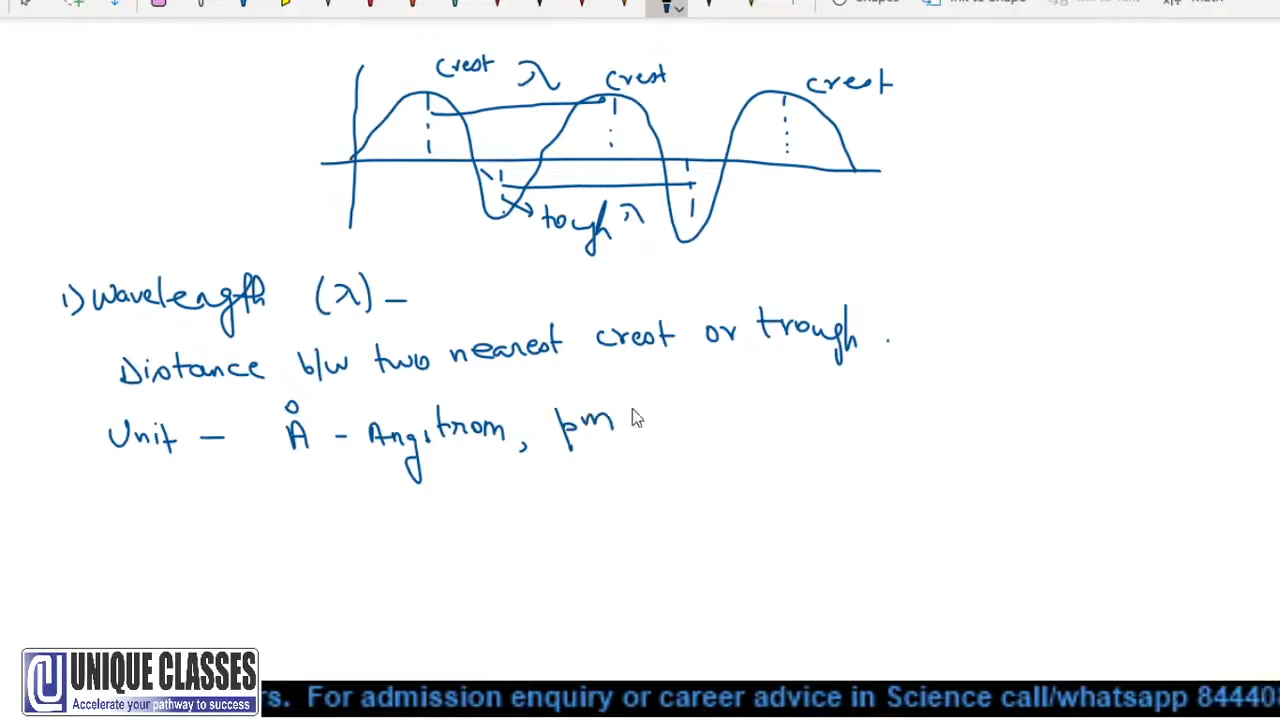 crest λ crest crest
tough λ
1) Wavelength (λ) –
Distance b/w two nearest crest or trough.
Unit – Å - Angstrom, pm
UNIQUE CLASSES
Accelerate your pathway to success
rs. For admission enquiry or career advice in Science call/whatsapp 84440